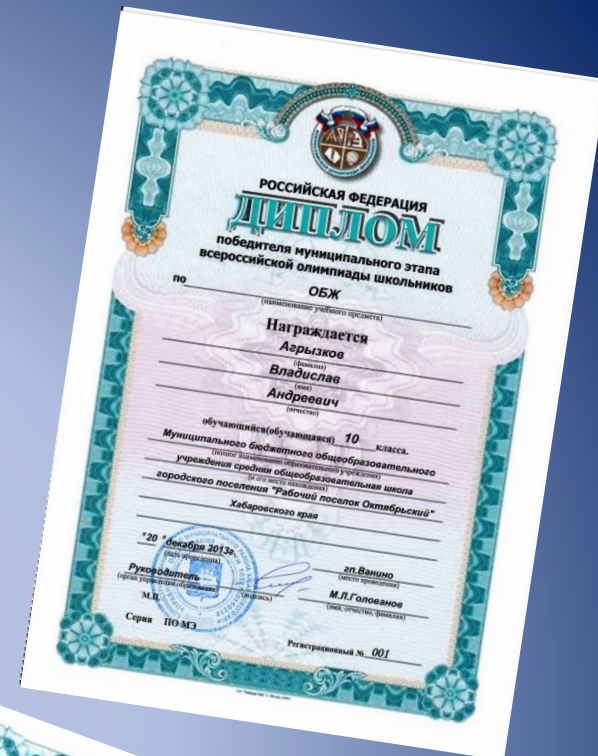 РОССИЙСКАЯ ФЕДЕРАЦИЯ
ДИПЛОМ
победителя муниципального этапа
всероссийской олимпиады школьников
по ОБЖ
(наименование учебного предмета)
Награждается
Агрызков
(фамилия)
Владислав
(имя)
Андреевич
(отчество)
обучающийся(обучающаяся) 10 класса.
Муниципального бюджетного общеобразовательного
(полное наименование образовательного учреждения)
учреждения средняя общеобразовательная школа
(и его место нахождения)
городского поселения "Рабочий поселок Октябрьский"
Хабаровского края
"20 "декабря 2013г. гп.Ванино
(дата проведения) (место проведения)
Руководитель М.Л.Голованов
(орган управления образованием) (подпись) (имя, отчество, фамилия)
М.П.
Серия ПО МЭ
Регистрационный № 001